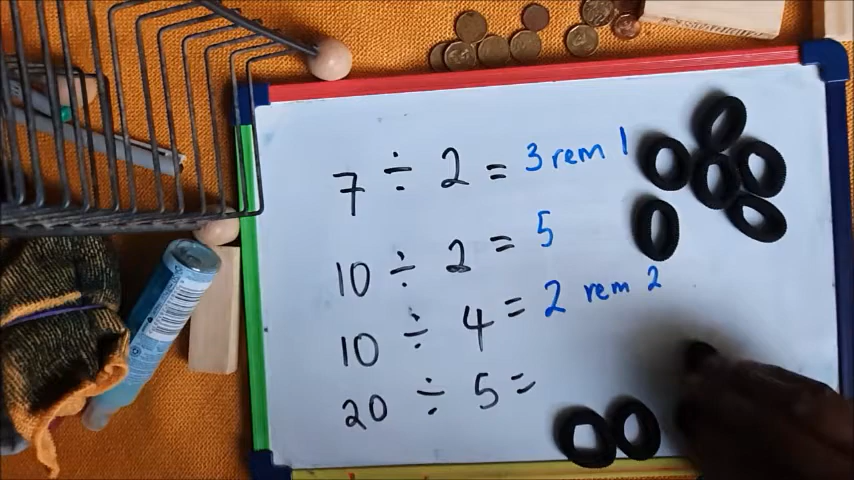 7 ÷ 2 = 3 rem 1
10 ÷ 2 = 5
10 ÷ 4 = 2 rem 2
20 ÷ 5 =